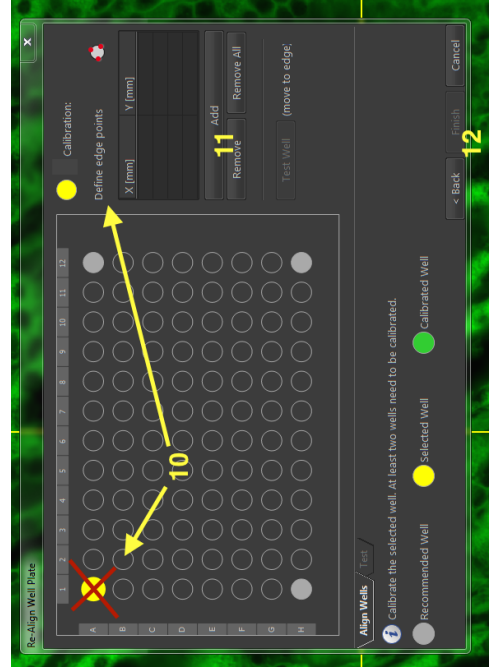 Re-Align Well Plate
X
1 2 3 4 5 6 7 8 9 10 11 12
A
B
C
D
E
F
G
H
10
Calibration:
Define edge points
X [mm] Y [mm]
Add
11
Remove Remove All
Test Well (move to edge)
Align Wells Test
i Calibrate the selected well. At least two wells need to be calibrated.
Recommended Well Selected Well Calibrated Well
< Back Finish Cancel
12